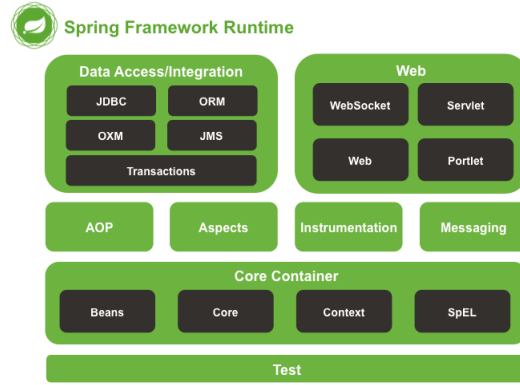 Spring Framework Runtime
Data Access/Integration
JDBC
ORM
OXM
JMS
Transactions
Web
WebSocket
Servlet
Web
Portlet
AOP
Aspects
Instrumentation
Messaging
Core Container
Beans
Core
Context
SpEL
Test